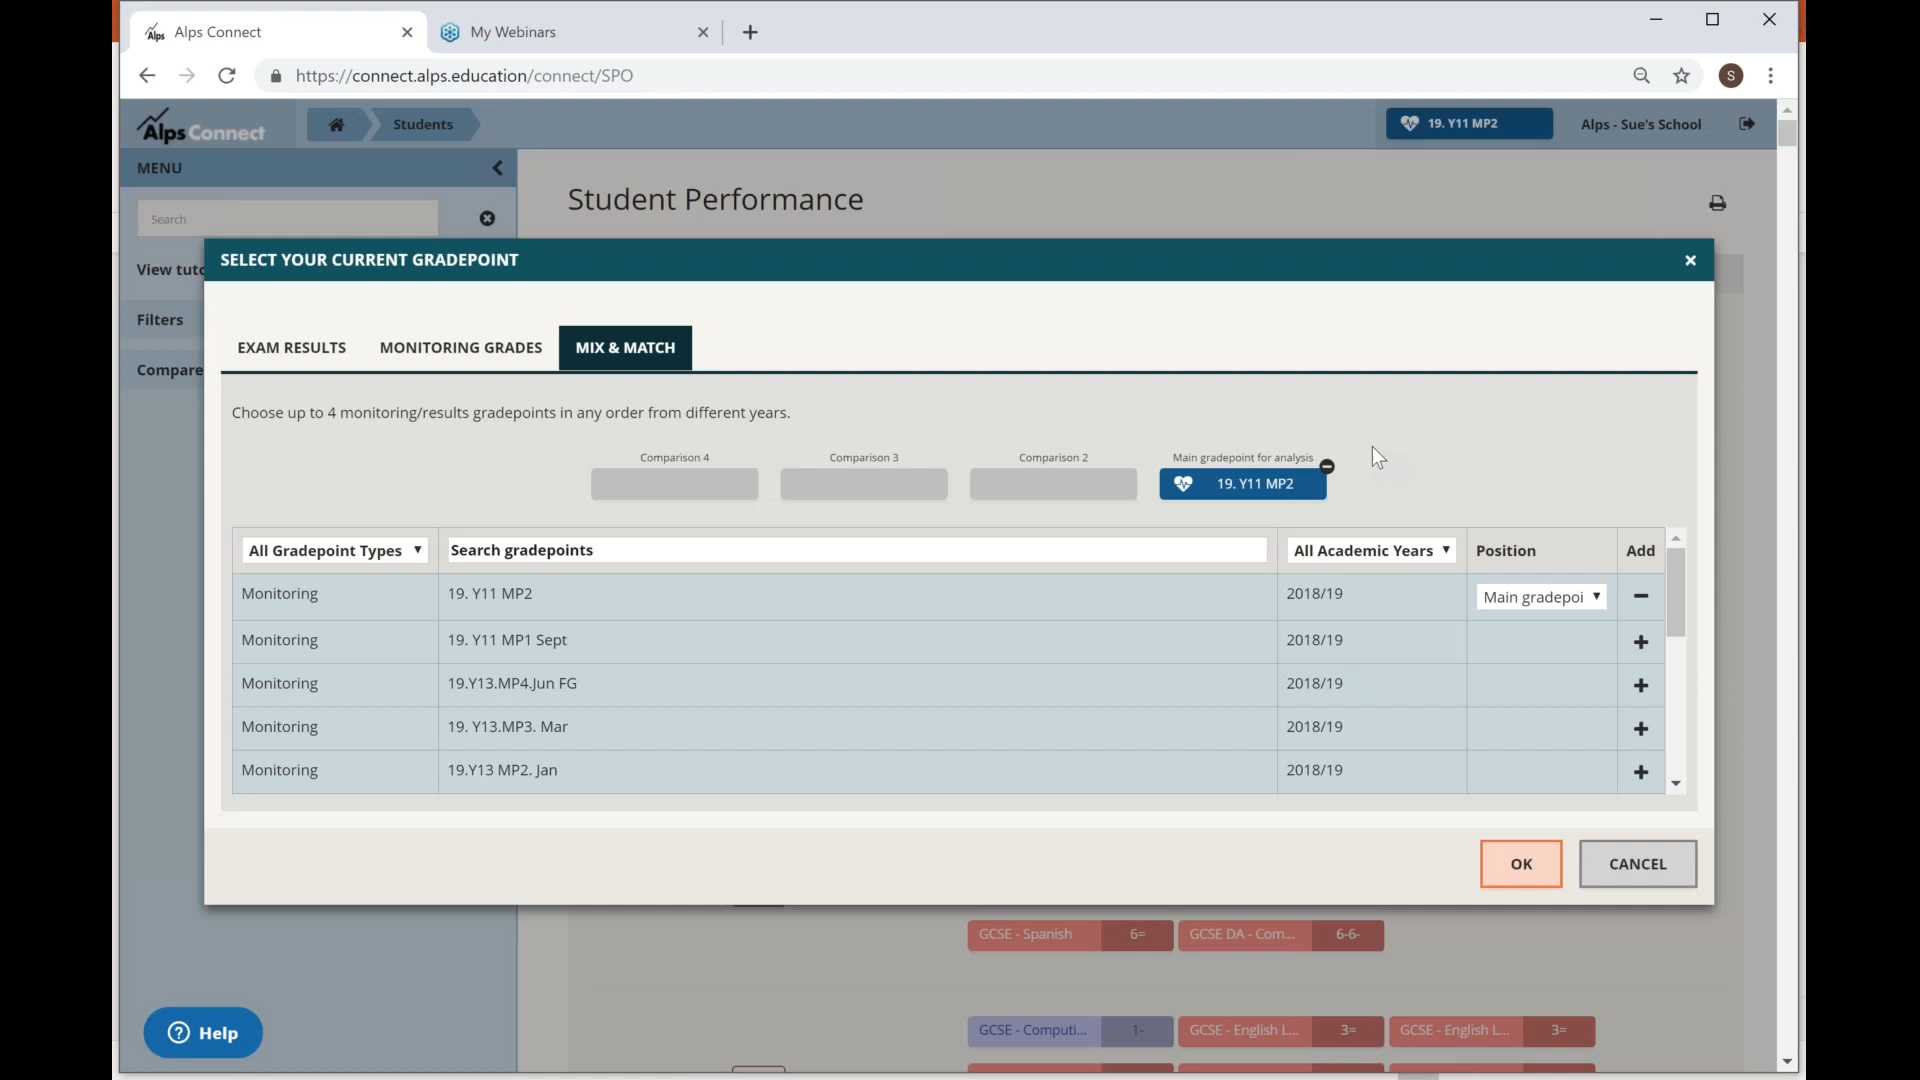 Alps Connect
My Webinars
https://connect.alps.education/connect/SPO
S
Alps Connect
Students
19. Y11 MP2
Alps - Sue's School
MENU
Search
Student Performance
View tuto
Filters
Compare
SELECT YOUR CURRENT GRADEPOINT
EXAM RESULTS
MONITORING GRADES
MIX & MATCH
Choose up to 4 monitoring/results gradepoints in any order from different years.
Comparison 4
Comparison 3
Comparison 2
Main gradepoint for analysis
19. Y11 MP2
All Gradepoint Types
Search gradepoints
All Academic Years
Position
Add
Monitoring
19. Y11 MP2
2018/19
Main gradepoi
Monitoring
19. Y11 MP1 Sept
2018/19
Monitoring
19.Y13.MP4.Jun FG
2018/19
Monitoring
19. Y13.MP3. Mar
2018/19
Monitoring
19.Y13 MP2. Jan
2018/19
OK
CANCEL
GCSE - Spanish
6=
GCSE DA - Com...
6-6-
GCSE - Computi...
1-
GCSE - English L...
3=
GCSE - English L...
3=
Help